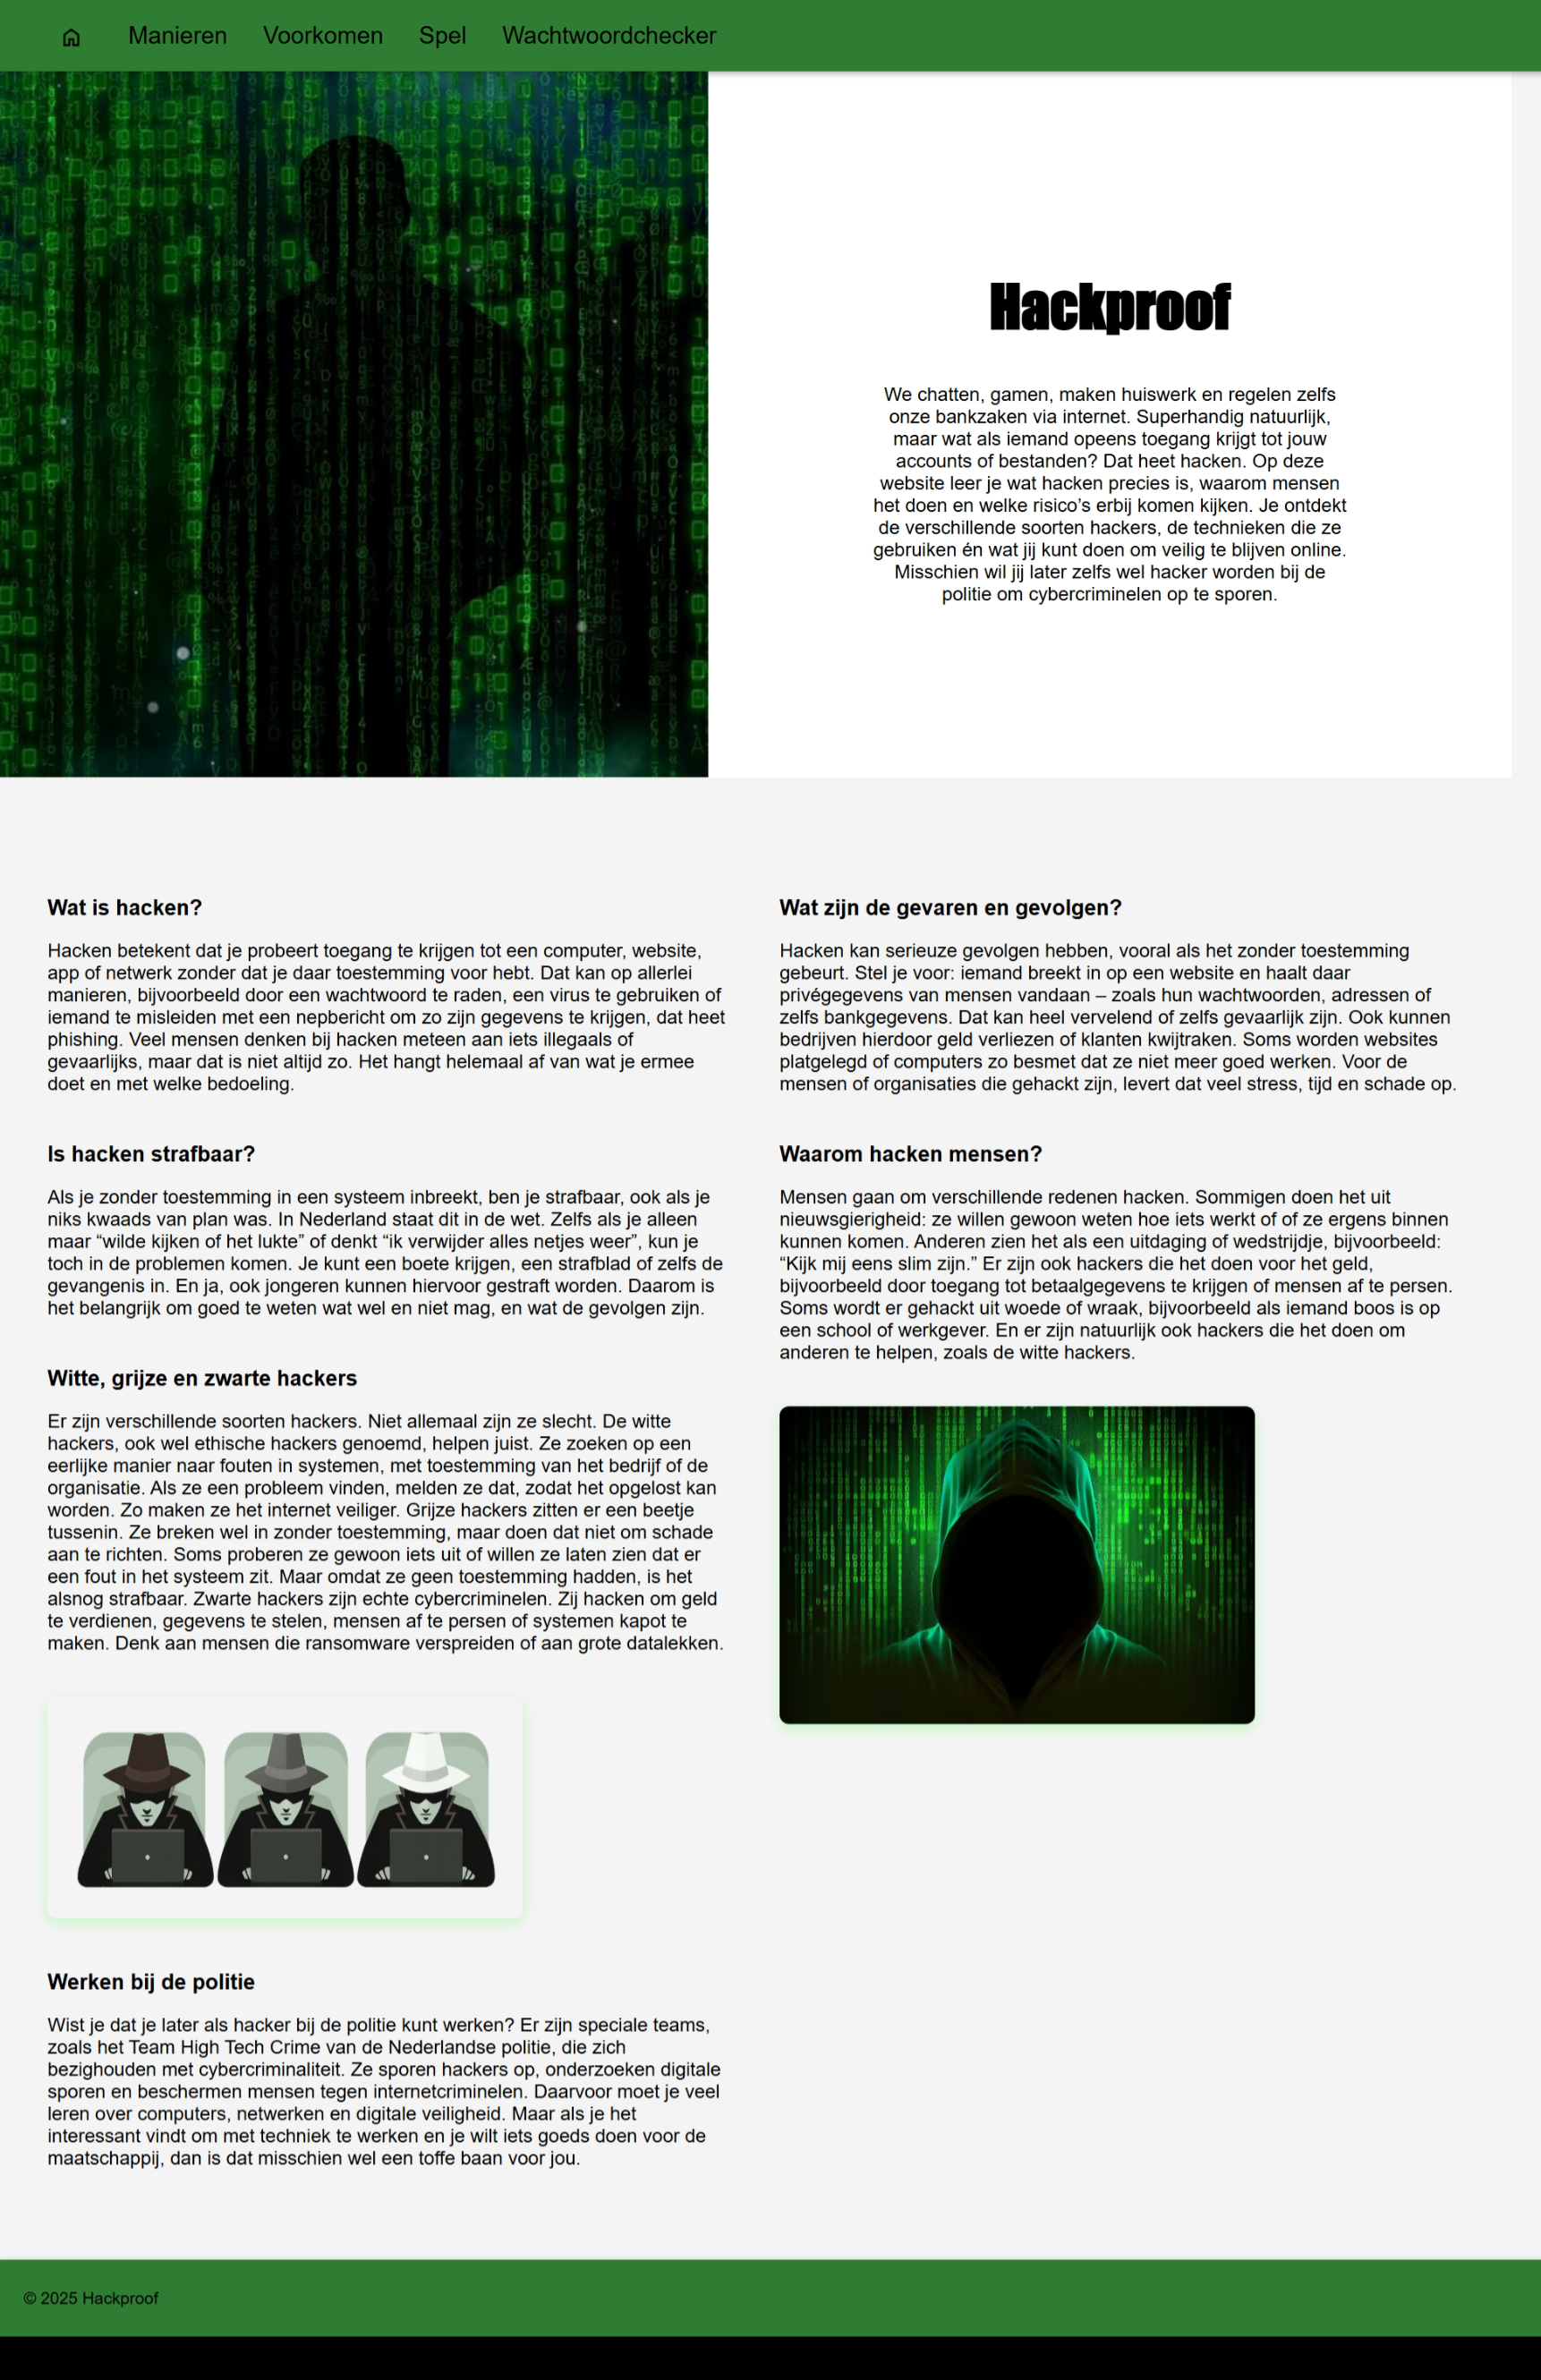 Manieren Voorkomen Spel Wachtwoordchecker
Hackproof
We chatten, gamen, maken huiswerk en regelen zelfs
onze bankzaken via internet. Superhandig natuurlijk,
maar wat als iemand opeens toegang krijgt tot jouw
accounts of bestanden? Dat heet hacken. Op deze
website leer je wat hacken precies is, waarom mensen
het doen en welke risico’s erbij komen kijken. Je ontdekt
de verschillende soorten hackers, de technieken die ze
gebruiken én wat jij kunt doen om veilig te blijven online.
Misschien wil jij later zelfs wel hacker worden bij de
politie om cybercriminelen op te sporen.
Wat is hacken?
Hacken betekent dat je probeert toegang te krijgen tot een computer, website,
app of netwerk zonder dat je daar toestemming voor hebt. Dat kan op allerlei
manieren, bijvoorbeeld door een wachtwoord te raden, een virus te gebruiken of
iemand te misleiden met een nepbericht om zo zijn gegevens te krijgen, dat heet
phishing. Veel mensen denken bij hacken meteen aan iets illegaals of
gevaarlijks, maar dat is niet altijd zo. Het hangt helemaal af van wat je ermee
doet en met welke bedoeling.
Is hacken strafbaar?
Als je zonder toestemming in een systeem inbreekt, ben je strafbaar, ook als je
niks kwaads van plan was. In Nederland staat dit in de wet. Zelfs als je alleen
maar “wilde kijken of het lukte” of denkt “ik verwijder alles netjes weer”, kun je
toch in de problemen komen. Je kunt een boete krijgen, een strafblad of zelfs de
gevangenis in. En ja, ook jongeren kunnen hiervoor gestraft worden. Daarom is
het belangrijk om goed te weten wat wel en niet mag, en wat de gevolgen zijn.
Witte, grijze en zwarte hackers
Er zijn verschillende soorten hackers. Niet allemaal zijn ze slecht. De witte
hackers, ook wel ethische hackers genoemd, helpen juist. Ze zoeken op een
eerlijke manier naar fouten in systemen, met toestemming van het bedrijf of de
organisatie. Als ze een probleem vinden, melden ze dat, zodat het opgelost kan
worden. Zo maken ze het internet veiliger. Grijze hackers zitten er een beetje
tussenin. Ze breken wel in zonder toestemming, maar doen dat niet om schade
aan te richten. Soms proberen ze gewoon iets uit of willen ze laten zien dat er
een fout in het systeem zit. Maar omdat ze geen toestemming hadden, is het
alsnog strafbaar. Zwarte hackers zijn echte cybercriminelen. Zij hacken om geld
te verdienen, gegevens te stelen, mensen af te persen of systemen kapot te
maken. Denk aan mensen die ransomware verspreiden of aan grote datalekken.
Werken bij de politie
Wist je dat je later als hacker bij de politie kunt werken? Er zijn speciale teams,
zoals het Team High Tech Crime van de Nederlandse politie, die zich
bezighouden met cybercriminaliteit. Ze sporen hackers op, onderzoeken digitale
sporen en beschermen mensen tegen internetcriminelen. Daarvoor moet je veel
leren over computers, netwerken en digitale veiligheid. Maar als je het
interessant vindt om met techniek te werken en je wilt iets goeds doen voor de
maatschappij, dan is dat misschien wel een toffe baan voor jou.
Wat zijn de gevaren en gevolgen?
Hacken kan serieuze gevolgen hebben, vooral als het zonder toestemming
gebeurt. Stel je voor: iemand breekt in op een website en haalt daar
privégegevens van mensen vandaan – zoals hun wachtwoorden, adressen of
zelfs bankgegevens. Dat kan heel vervelend of zelfs gevaarlijk zijn. Ook kunnen
bedrijven hierdoor geld verliezen of klanten kwijtraken. Soms worden websites
platgelegd of computers zo besmet dat ze niet meer goed werken. Voor de
mensen of organisaties die gehackt zijn, levert dat veel stress, tijd en schade op.
Waarom hacken mensen?
Mensen gaan om verschillende redenen hacken. Sommigen doen het uit
nieuwsgierigheid: ze willen gewoon weten hoe iets werkt of of ze ergens binnen
kunnen komen. Anderen zien het als een uitdaging of wedstrijdje, bijvoorbeeld:
“Kijk mij eens slim zijn.” Er zijn ook hackers die het doen voor het geld,
bijvoorbeeld door toegang tot betaalgegevens te krijgen of mensen af te persen.
Soms wordt er gehackt uit woede of wraak, bijvoorbeeld als iemand boos is op
een school of werkgever. En er zijn natuurlijk ook hackers die het doen om
anderen te helpen, zoals de witte hackers.
© 2025 Hackproof